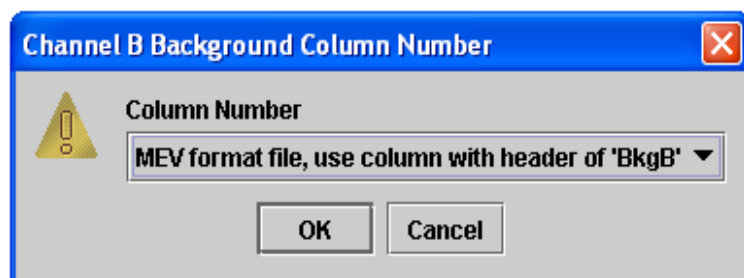 Channel B Background Column Number
Column Number
MEV format file, use column with header of 'BkgB'
OK
Cancel